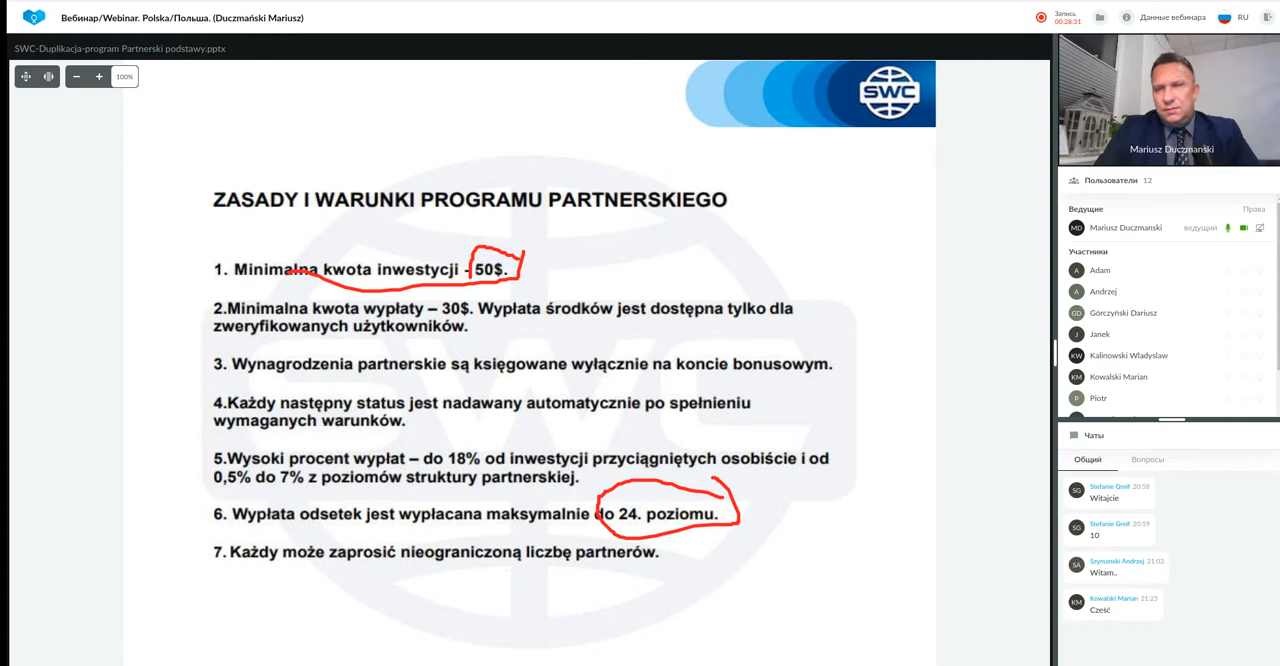 Вебинар/Webinar. Polska/Польша. (Duczmański Mariusz)
Запись
00:28:31
Данные вебинара
RU
SWC-Duplikacja-program Partnerski podstawy.pptx
100%
SWC
ZASADY I WARUNKI PROGRAMU PARTNERSKIEGO
1. Minimalna kwota inwestycji - 50$.
2.Minimalna kwota wypłaty – 30$. Wypłata środków jest dostępna tylko dla
zweryfikowanych użytkowników.
3. Wynagrodzenia partnerskie są księgowane wyłącznie na koncie bonusowym.
4.Każdy następny status jest nadawany automatycznie po spełnieniu
wymaganych warunków.
5.Wysoki procent wypłat – do 18% od inwestycji przyciągniętych osobiście i od
0,5% do 7% z poziomów struktury partnerskiej.
6. Wypłata odsetek jest wypłacana maksymalnie do 24. poziomu.
7. Każdy może zaprosić nieograniczoną liczbę partnerów.
SWC
Mariusz Duczmański
Пользователи 12
Ведущие Права
MD Mariusz Duczmanski ведущий
Участники
A Adam
A Andrzej
GD Górczyński Dariusz
J Janek
KW Kalinowski Wladyslaw
KM Kowalski Marian
P Piotr
Чаты
Общий Вопросы
SG Stefanie Greif 20:58
Witajcie
SG Stefanie Greif 20:59
10
SA Szymanski Andrzej 21:03
Witam..
KM Kowalski Marian 21:25
Cześć